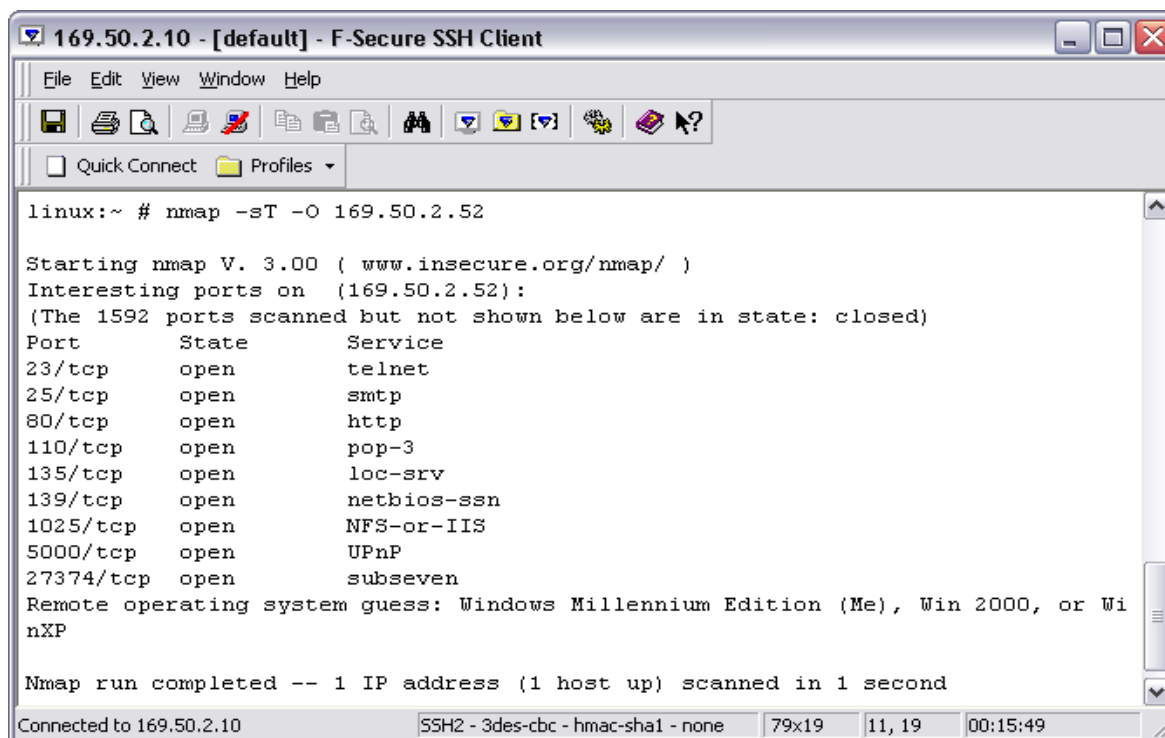 169.50.2.10 - [default] - F-Secure SSH Client
File Edit View Window Help
Quick Connect Profiles
linux:~ # nmap -sT -O 169.50.2.52
Starting nmap V. 3.00 ( www.insecure.org/nmap/ )
Interesting ports on  (169.50.2.52):
(The 1592 ports scanned but not shown below are in state: closed)
Port       State       Service
23/tcp     open        telnet
25/tcp     open        smtp
80/tcp     open        http
110/tcp    open        pop-3
135/tcp    open        loc-srv
139/tcp    open        netbios-ssn
1025/tcp   open        NFS-or-IIS
5000/tcp   open        UPnP
27374/tcp  open        subseven
Remote operating system guess: Windows Millennium Edition (Me), Win 2000, or Wi
nXP
Nmap run completed -- 1 IP address (1 host up) scanned in 1 second
Connected to 169.50.2.10 SSH2 - 3des-cbc - hmac-sha1 - none 79x19 11, 19 00:15:49